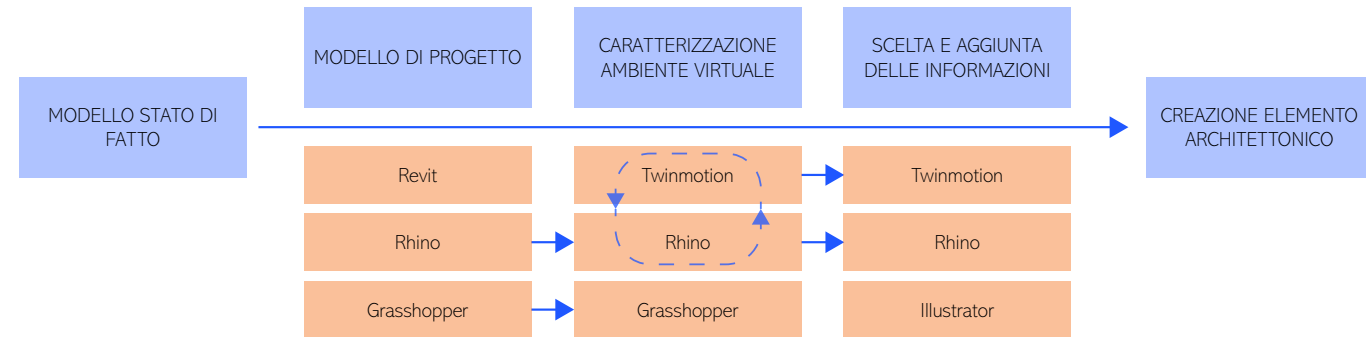 MODELLO STATO DI
FATTO
MODELLO DI PROGETTO
CARATTERIZZAZIONE
AMBIENTE VIRTUALE
SCELTA E AGGIUNTA
DELLE INFORMAZIONI
CREAZIONE ELEMENTO
ARCHITETTONICO
Revit
Twinmotion
Twinmotion
Rhino
Rhino
Rhino
Grasshopper
Grasshopper
Illustrator